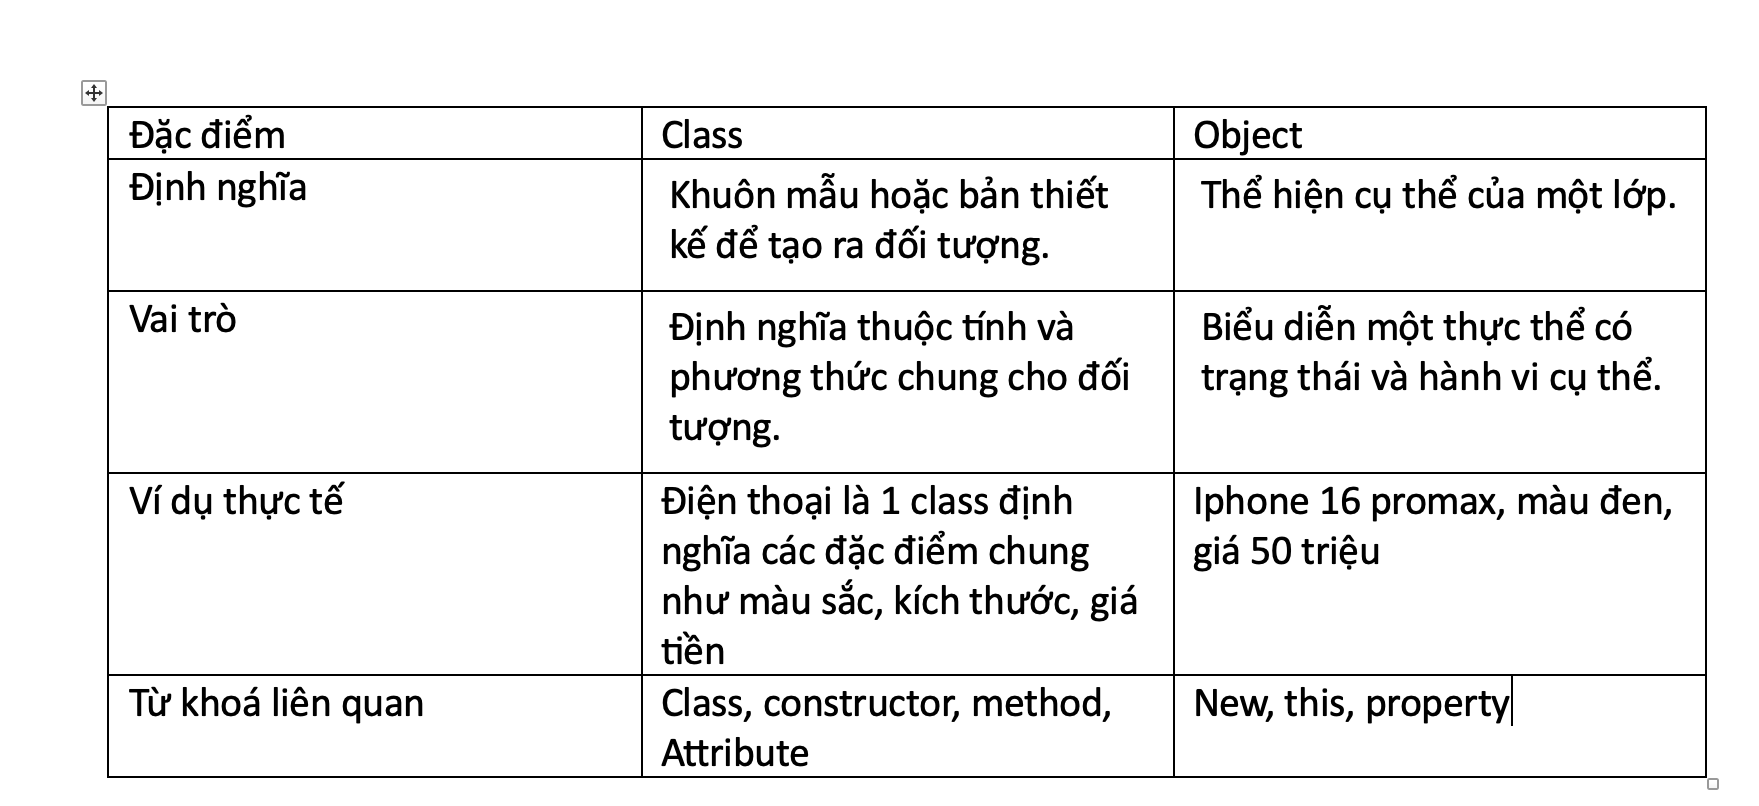 Đặc điểm
Class
Object
Định nghĩa
Khuôn mẫu hoặc bản thiết
kế để tạo ra đối tượng.
Thể hiện cụ thể của một lớp.
Vai trò
Định nghĩa thuộc tính và
phương thức chung cho đối
tượng.
Biểu diễn một thực thể có
trạng thái và hành vi cụ thể.
Ví dụ thực tế
Điện thoại là 1 class định
nghĩa các đặc điểm chung
như màu sắc, kích thước, giá
tiền
Iphone 16 promax, màu đen,
giá 50 triệu
Từ khoá liên quan
Class, constructor, method,
Attribute
New, this, property